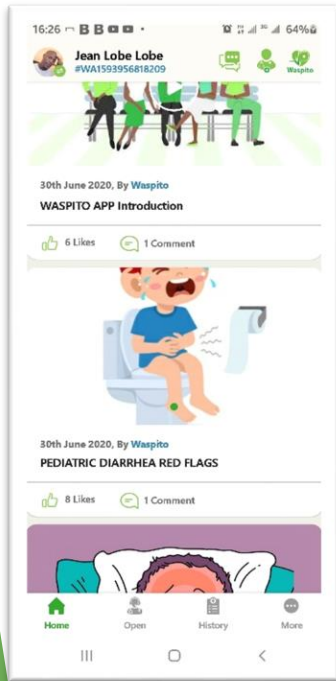 16:26
64%
Jean Lobe Lobe
#WA1593956818209
Waspito
30th June 2020, By Waspito
WASPITO APP Introduction
6 Likes
1 Comment
30th June 2020, By Waspito
PEDIATRIC DIARRHEA RED FLAGS
8 Likes
1 Comment
Home
Open
History
More